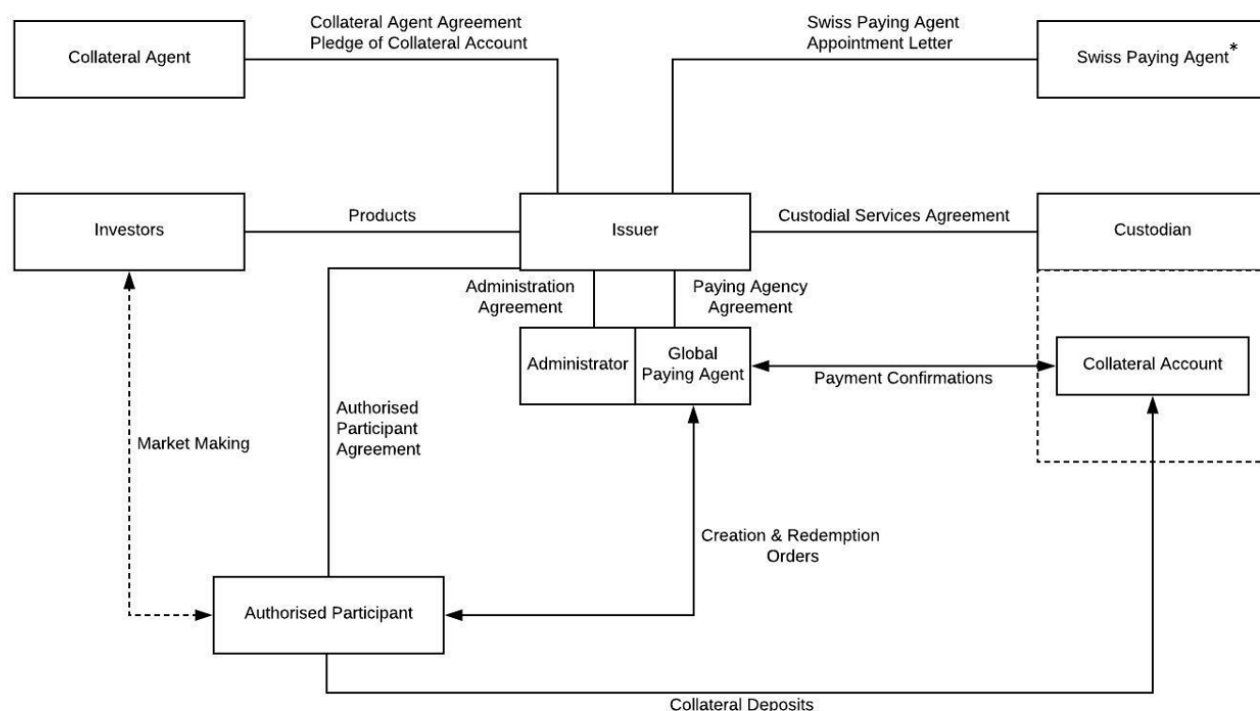 Collateral Agent Agreement
Pledge of Collateral Account
Swiss Paying Agent
Appointment Letter
Collateral Agent
Swiss Paying Agent*
Products
Custodial Services Agreement
Investors
Issuer
Custodian
Administration
Agreement
Paying Agency
Agreement
Administrator
Global
Paying Agent
Payment Confirmations
Collateral Account
Authorised
Participant
Agreement
Market Making
Creation & Redemption
Orders
Authorised Participant
Collateral Deposits